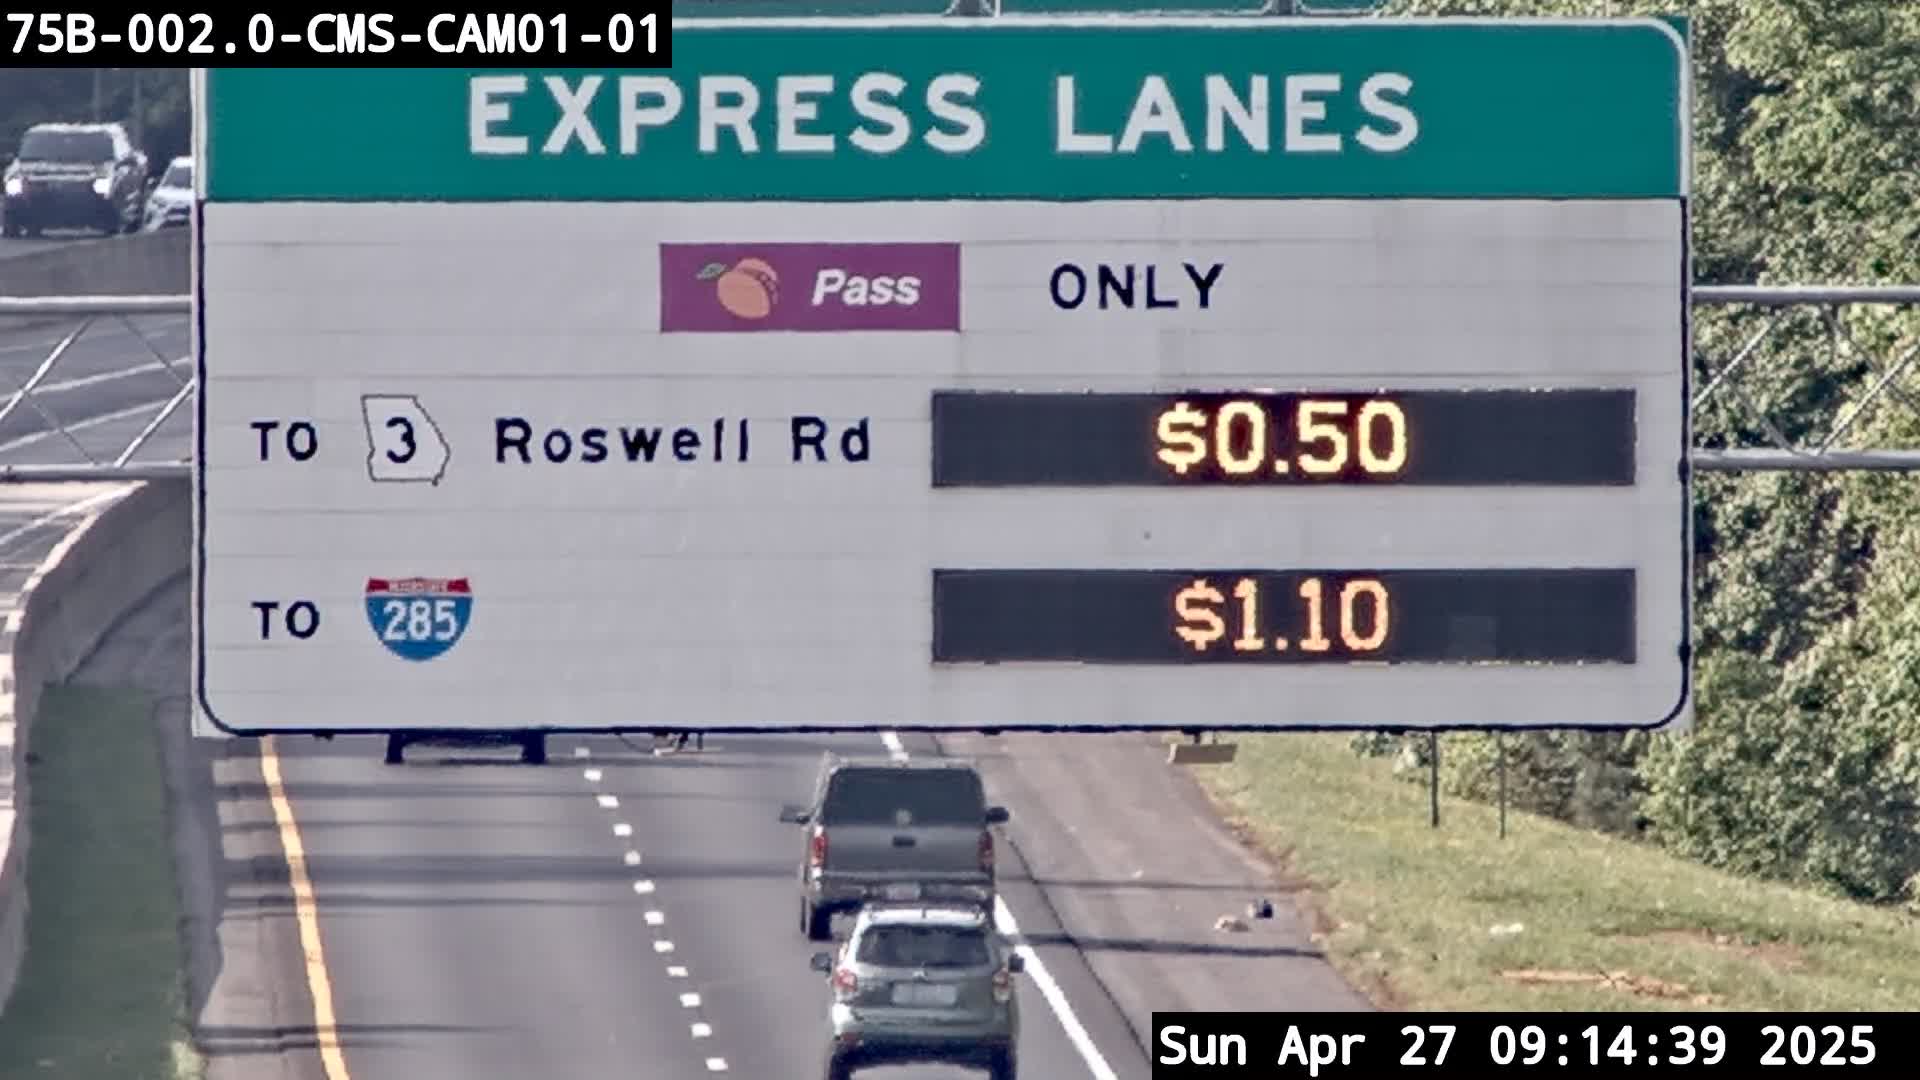 75B-002.0-CMS-CAM01-01
EXPRESS LANES
Pass ONLY
TO 3 Roswell Rd $0.50
TO 285 $1.10
Sun Apr 27 09:14:39 2025